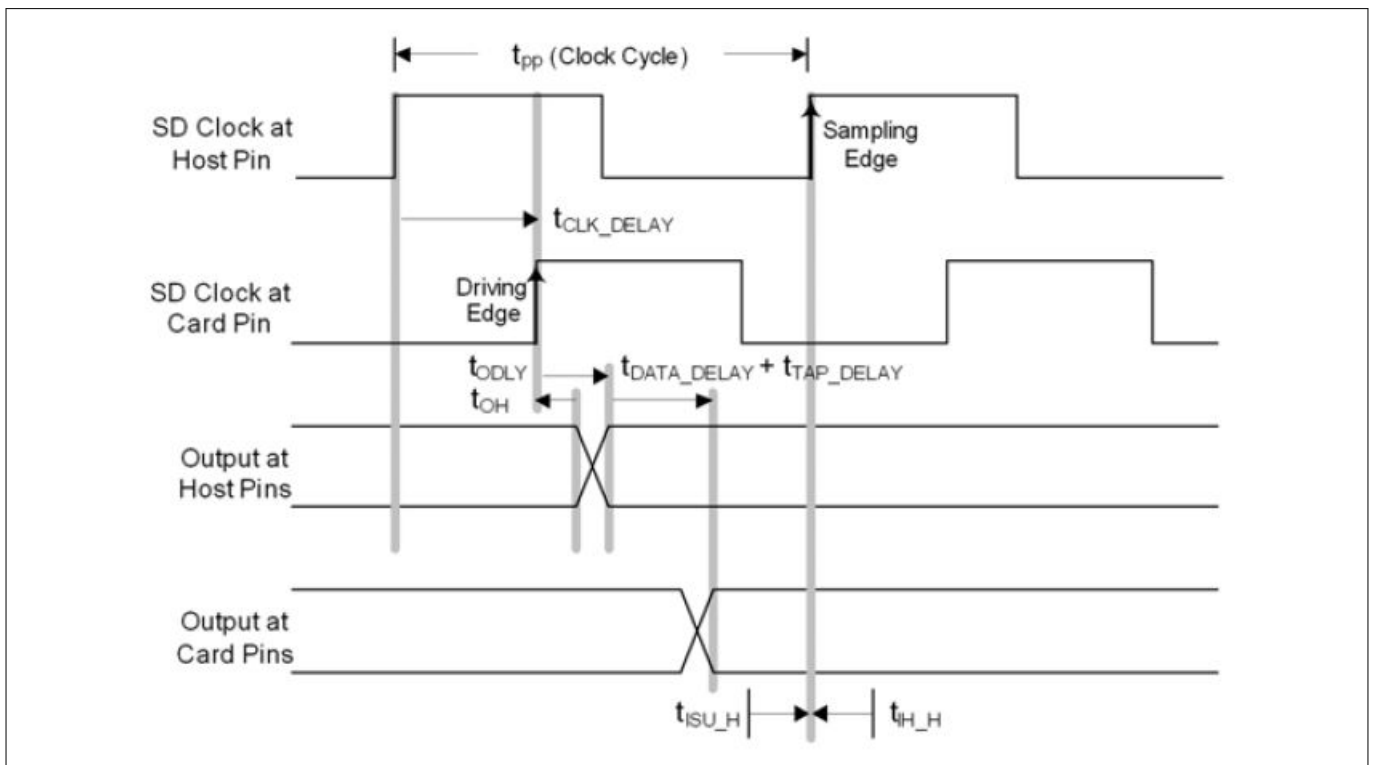 tpp (Clock Cycle)
SD Clock at
Host Pin
Sampling
Edge
tCLK_DELAY
SD Clock at
Card Pin
Driving
Edge
tODLY
tDATA_DELAY + tTAP_DELAY
tOH
Output at
Host Pins
Output at
Card Pins
tISU_H
tIH_H